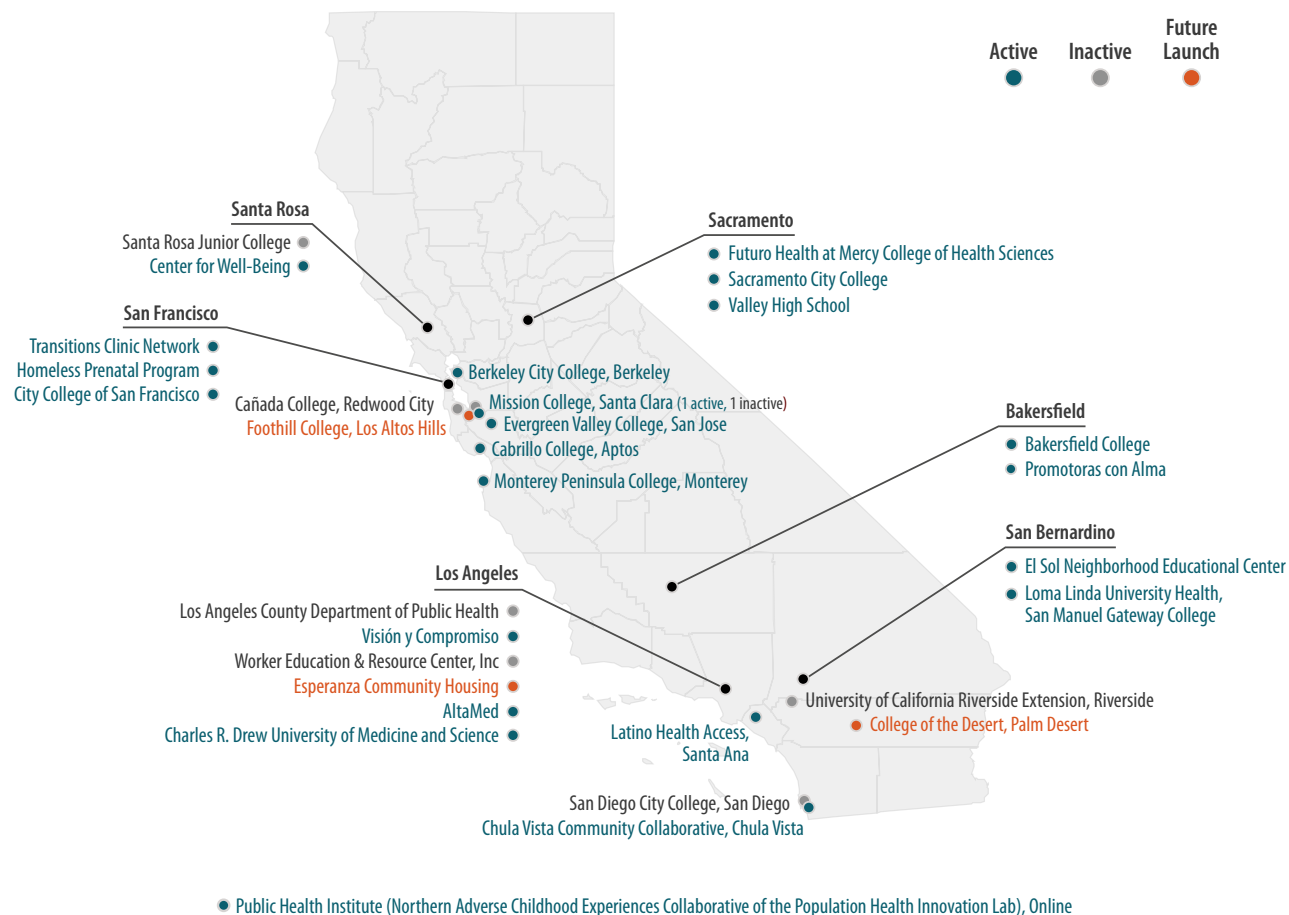 Active
Inactive
Future
Launch
Santa Rosa
Santa Rosa Junior College
Center for Well-Being
San Francisco
Transitions Clinic Network
Homeless Prenatal Program
City College of San Francisco
Sacramento
Futuro Health at Mercy College of Health Sciences
Sacramento City College
Valley High School
Berkeley City College, Berkeley
Cañada College, Redwood City
Foothill College, Los Altos Hills
Mission College, Santa Clara (1 active, 1 inactive)
Evergreen Valley College, San Jose
Cabrillo College, Aptos
Monterey Peninsula College, Monterey
Bakersfield
Bakersfield College
Promotoras con Alma
San Bernardino
El Sol Neighborhood Educational Center
Loma Linda University Health,
San Manuel Gateway College
Los Angeles
Los Angeles County Department of Public Health
Visión y Compromiso
Worker Education & Resource Center, Inc
Esperanza Community Housing
AltaMed
Charles R. Drew University of Medicine and Science
University of California Riverside Extension, Riverside
College of the Desert, Palm Desert
Latino Health Access,
Santa Ana
San Diego City College, San Diego
Chula Vista Community Collaborative, Chula Vista
Public Health Institute (Northern Adverse Childhood Experiences Collaborative of the Population Health Innovation Lab), Online